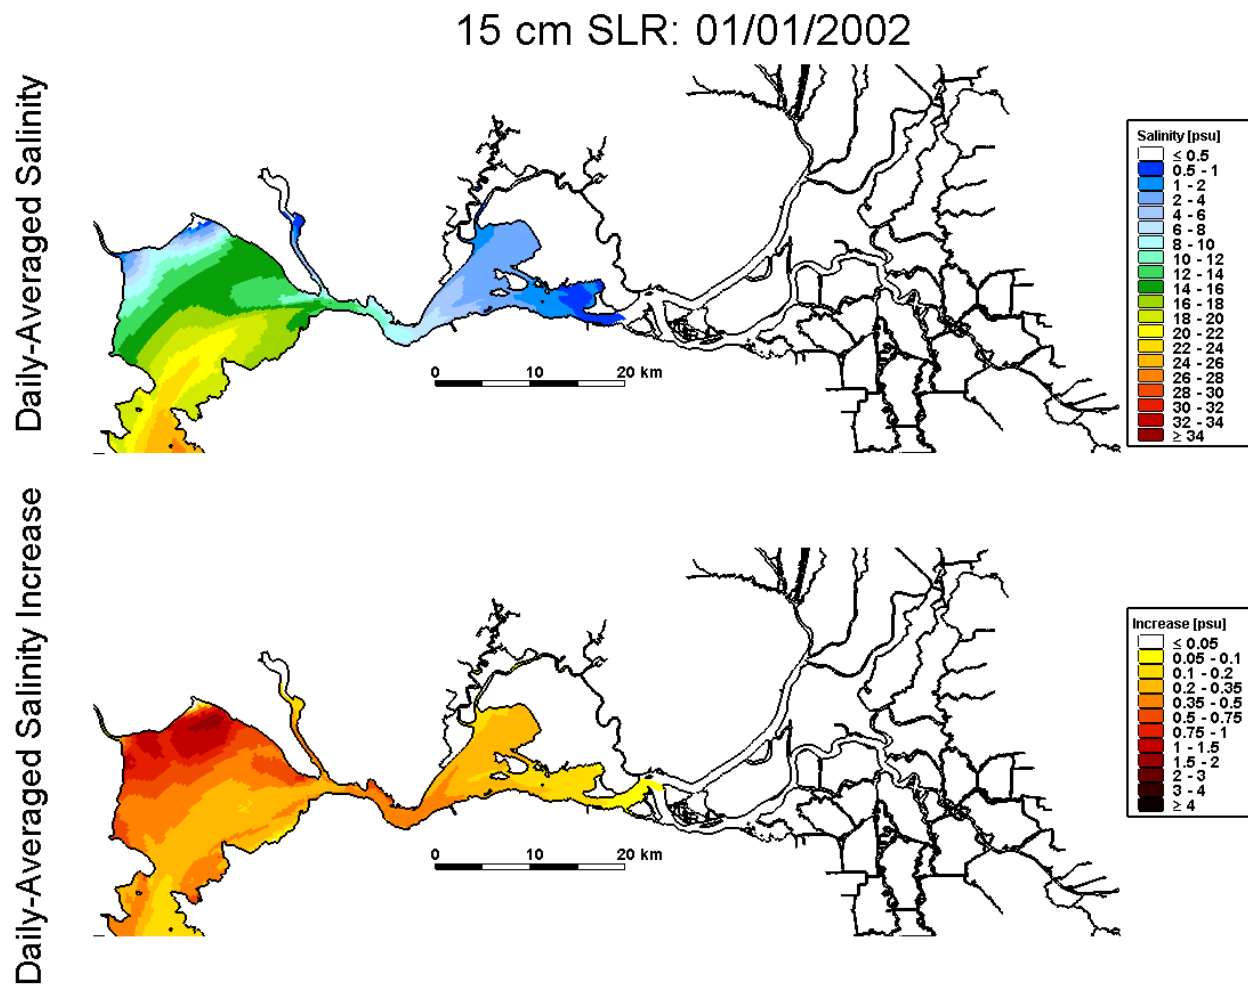 15 cm SLR: 01/01/2002
Daily-Averaged Salinity
Salinity [psu]
≤ 0.5
0.5 - 1
1 - 2
2 - 4
4 - 6
6 - 8
8 - 10
10 - 12
12 - 14
14 - 16
16 - 18
18 - 20
20 - 22
22 - 24
24 - 26
26 - 28
28 - 30
30 - 32
32 - 34
≥ 34
0 10 20 km
Daily-Averaged Salinity Increase
Increase [psu]
≤ 0.05
0.05 - 0.1
0.1 - 0.2
0.2 - 0.35
0.35 - 0.5
0.5 - 0.75
0.75 - 1
1 - 1.5
1.5 - 2
2 - 3
3 - 4
≥ 4
0 10 20 km